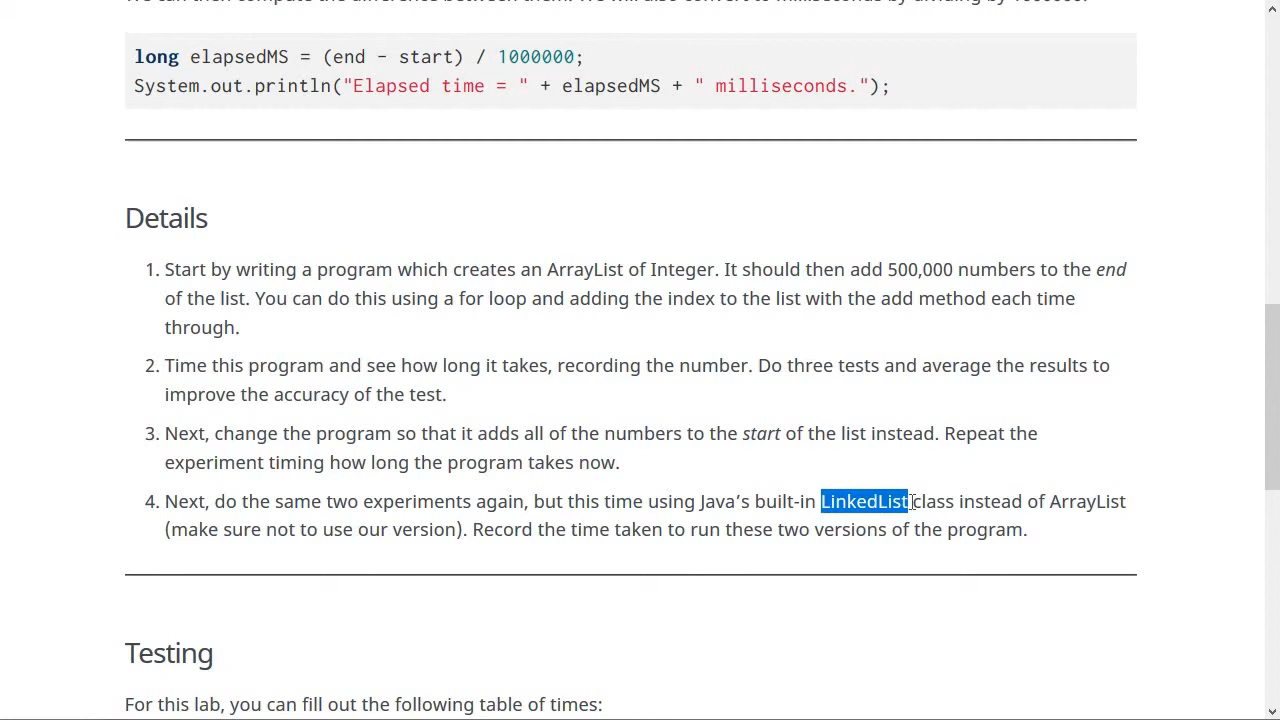 long elapsedMS = (end - start) / 1000000;
System.out.println("Elapsed time = " + elapsedMS + " milliseconds.");
Details
1. Start by writing a program which creates an ArrayList of Integer. It should then add 500,000 numbers to the end
of the list. You can do this using a for loop and adding the index to the list with the add method each time
through.
2. Time this program and see how long it takes, recording the number. Do three tests and average the results to
improve the accuracy of the test.
3. Next, change the program so that it adds all of the numbers to the start of the list instead. Repeat the
experiment timing how long the program takes now.
4. Next, do the same two experiments again, but this time using Java's built-in LinkedList class instead of ArrayList
(make sure not to use our version). Record the time taken to run these two versions of the program.
Testing
For this lab, you can fill out the following table of times: